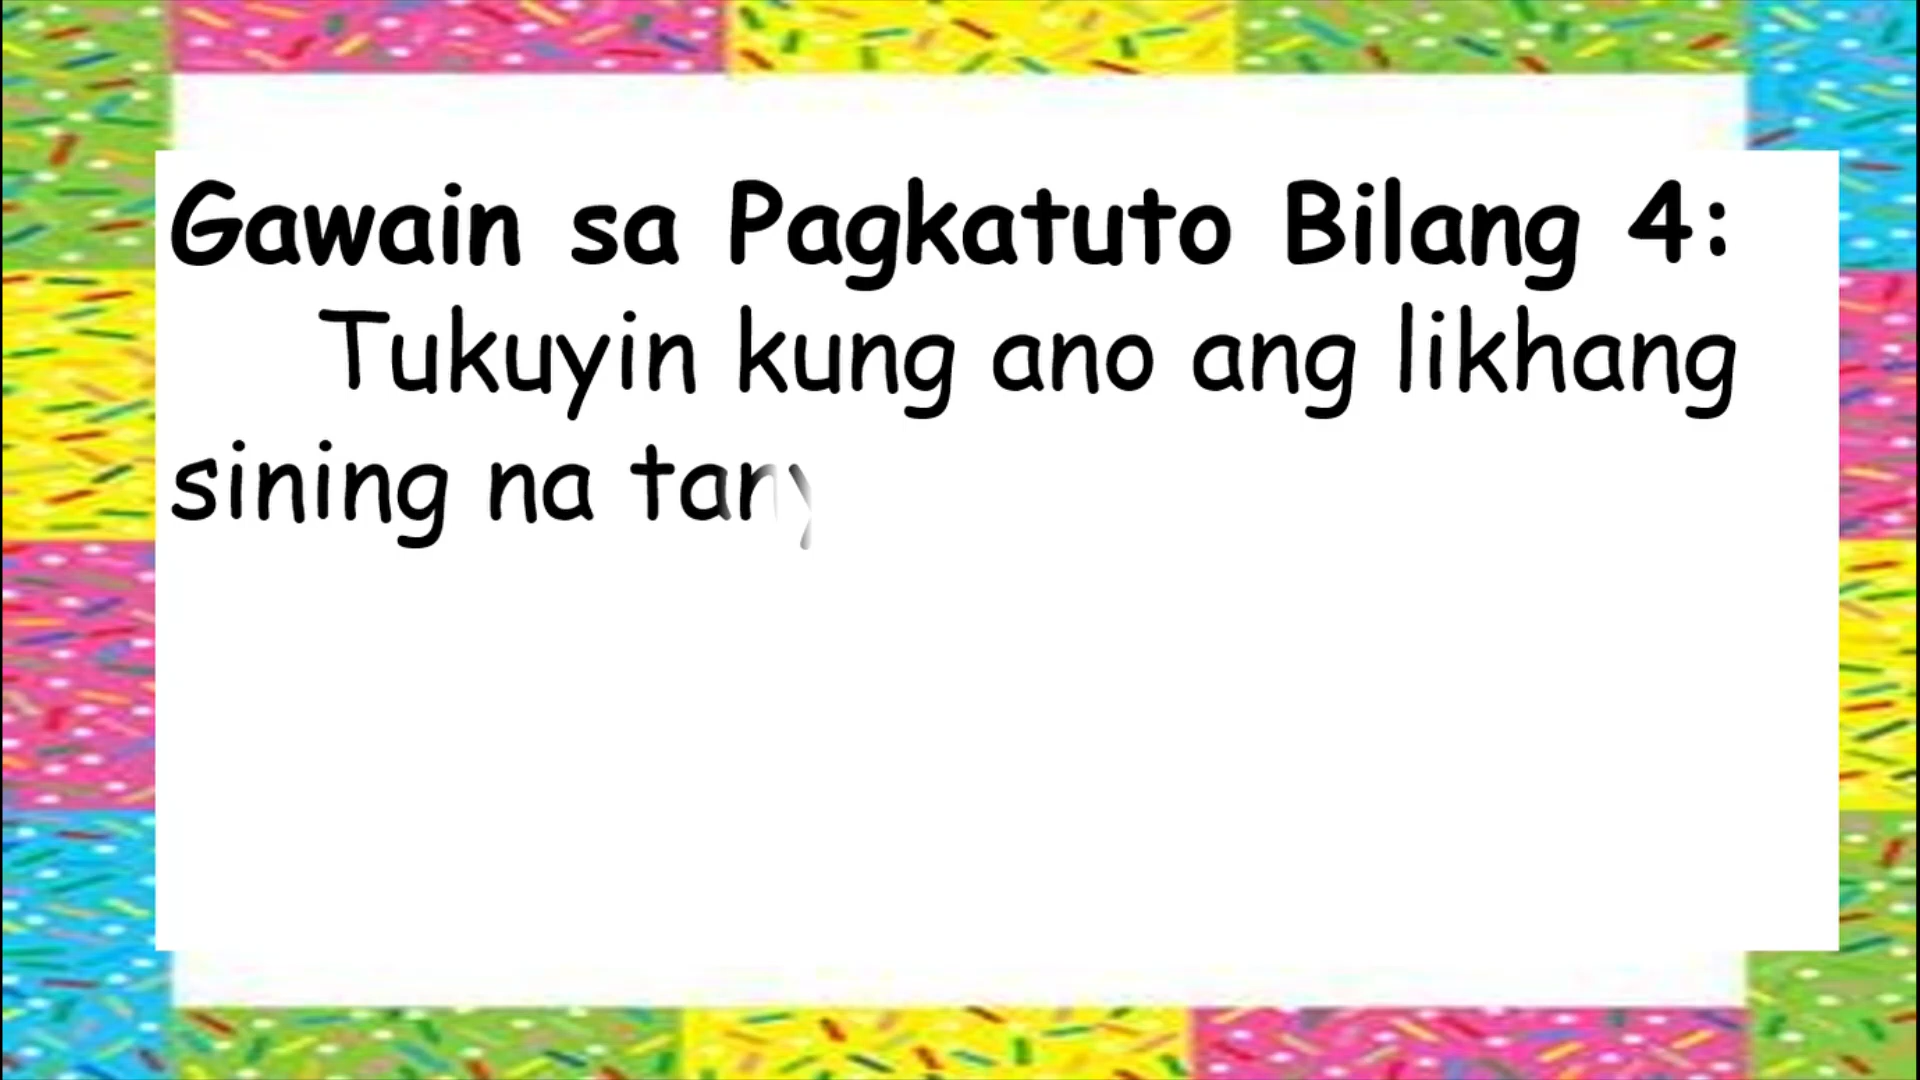 Gawain sa Pagkatuto Bilang 4:
Tukuyin kung ano ang likhang
sining na